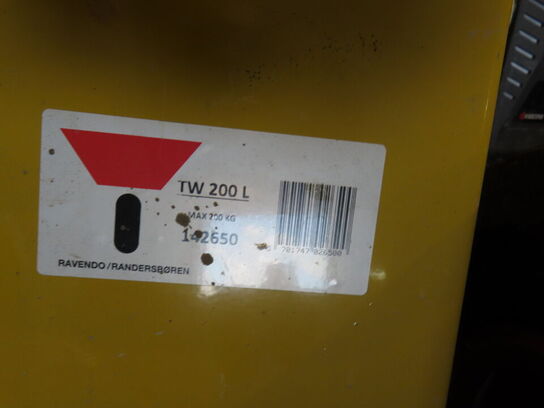 TW 200 L
MAX 200 KG
142650
RAVENDO/RANDERSBØREN